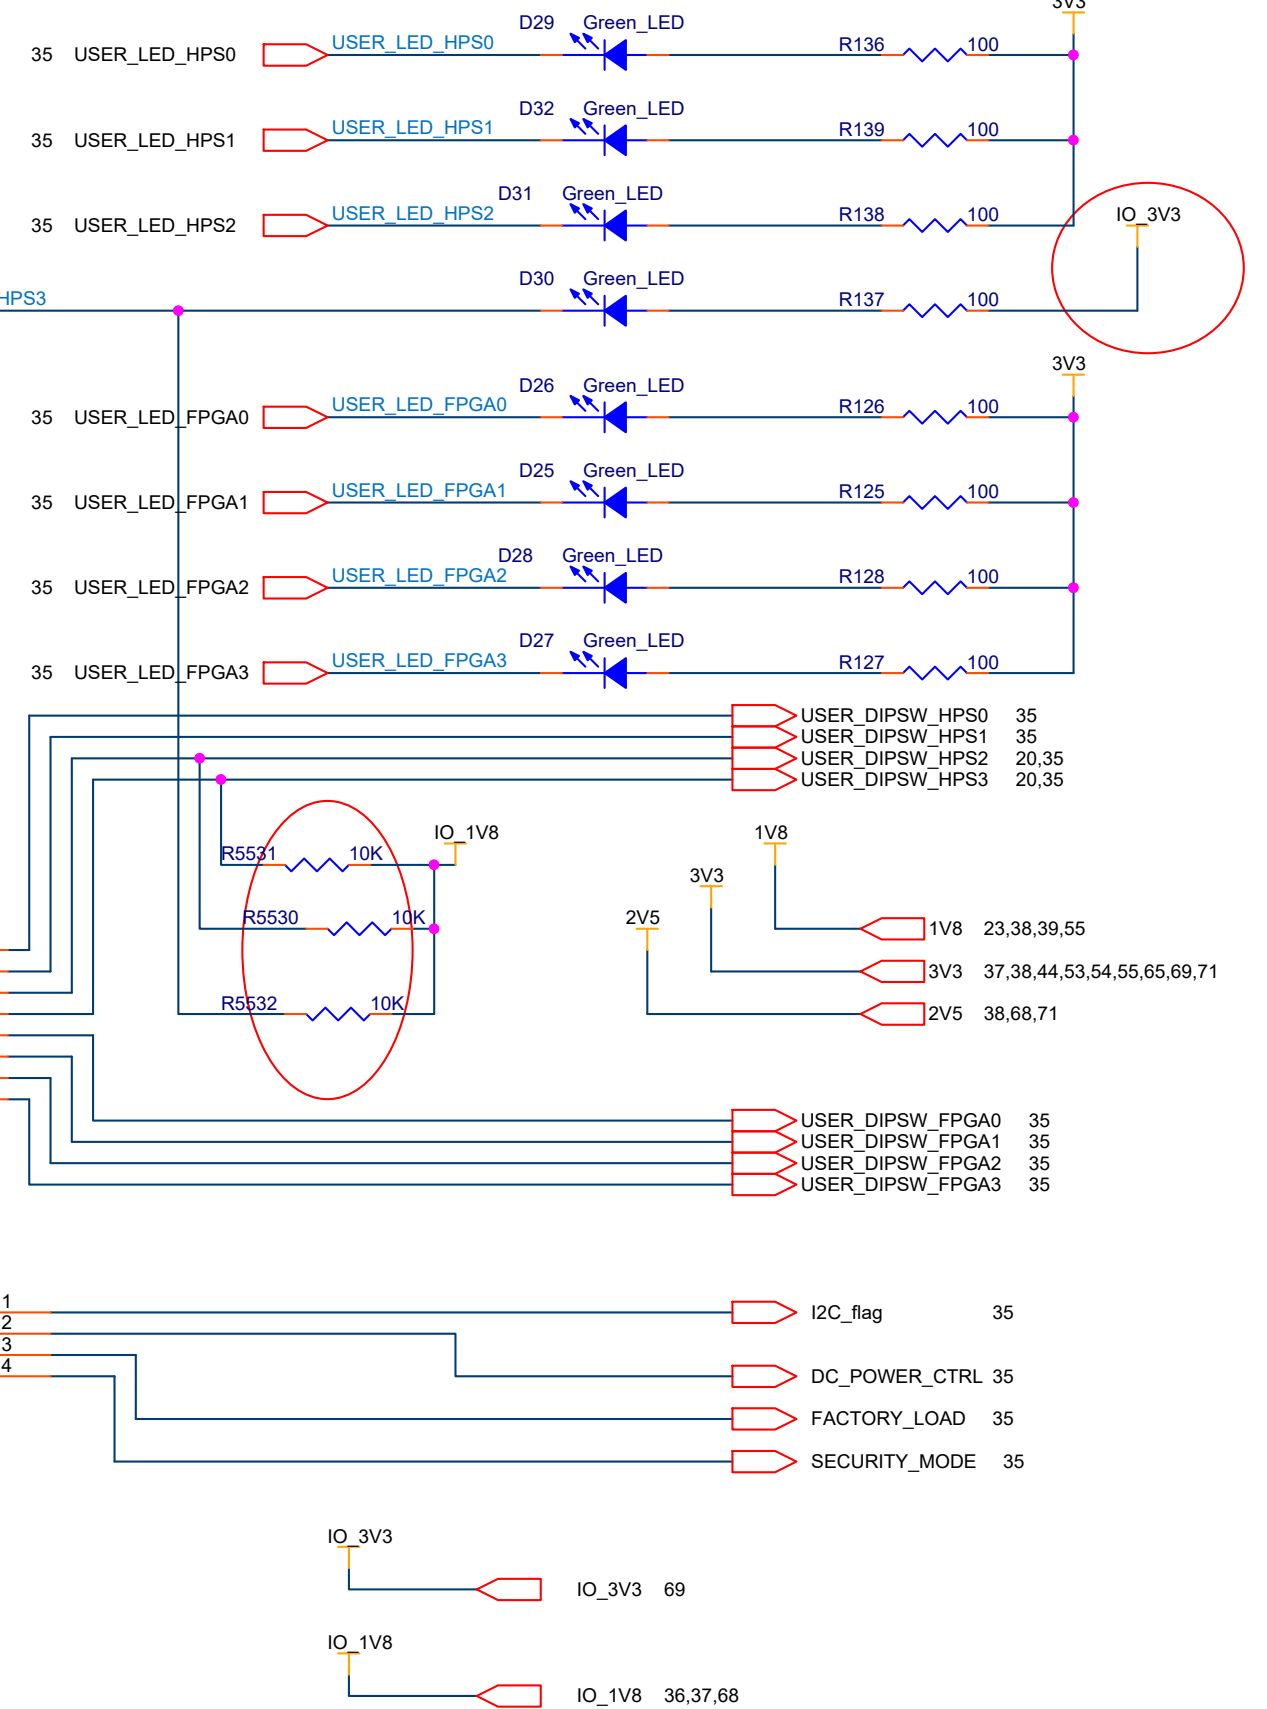 3V3
D29 Green_LED
35 USER_LED_HPS0 USER_LED_HPS0 R136 100
D32 Green_LED
35 USER_LED_HPS1 USER_LED_HPS1 R139 100
D31 Green_LED
35 USER_LED_HPS2 USER_LED_HPS2 R138 100
IO_3V3
D30 Green_LED
HPS3 R137 100
3V3
D26 Green_LED
35 USER_LED_FPGA0 USER_LED_FPGA0 R126 100
D25 Green_LED
35 USER_LED_FPGA1 USER_LED_FPGA1 R125 100
D28 Green_LED
35 USER_LED_FPGA2 USER_LED_FPGA2 R128 100
D27 Green_LED
35 USER_LED_FPGA3 USER_LED_FPGA3 R127 100
USER_DIPSW_HPS0 35
USER_DIPSW_HPS1 35
USER_DIPSW_HPS2 20,35
USER_DIPSW_HPS3 20,35
IO_1V8 1V8
R5531 10K
3V3
R5530 10K 2V5
1V8 23,38,39,55
3V3 37,38,44,53,54,55,65,69,71
R5532 10K
2V5 38,68,71
USER_DIPSW_FPGA0 35
USER_DIPSW_FPGA1 35
USER_DIPSW_FPGA2 35
USER_DIPSW_FPGA3 35
1 I2C_flag 35
2
3
4 DC_POWER_CTRL 35
FACTORY_LOAD 35
SECURITY_MODE 35
IO_3V3
IO_3V3 69
IO_1V8
IO_1V8 36,37,68